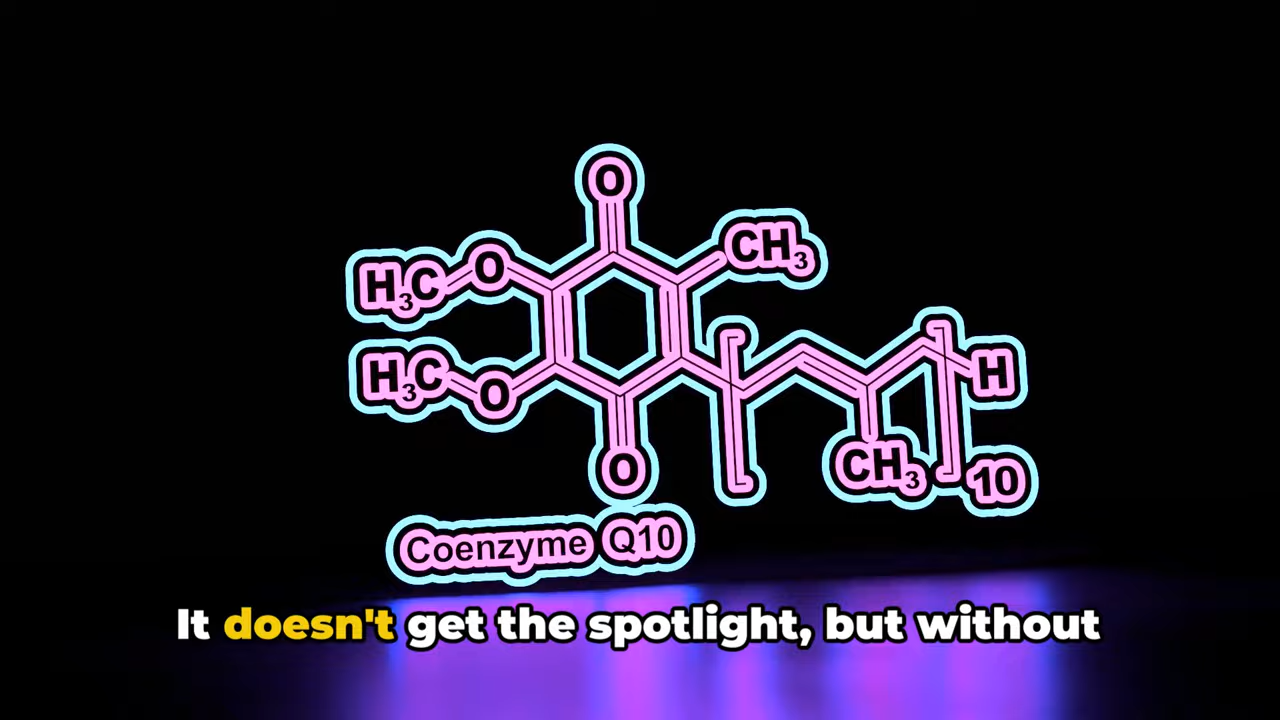 O
CH₃
H₃C O
H
H₃C O
CH₃ 10
O
Coenzyme Q10
It doesn't get the spotlight, but without